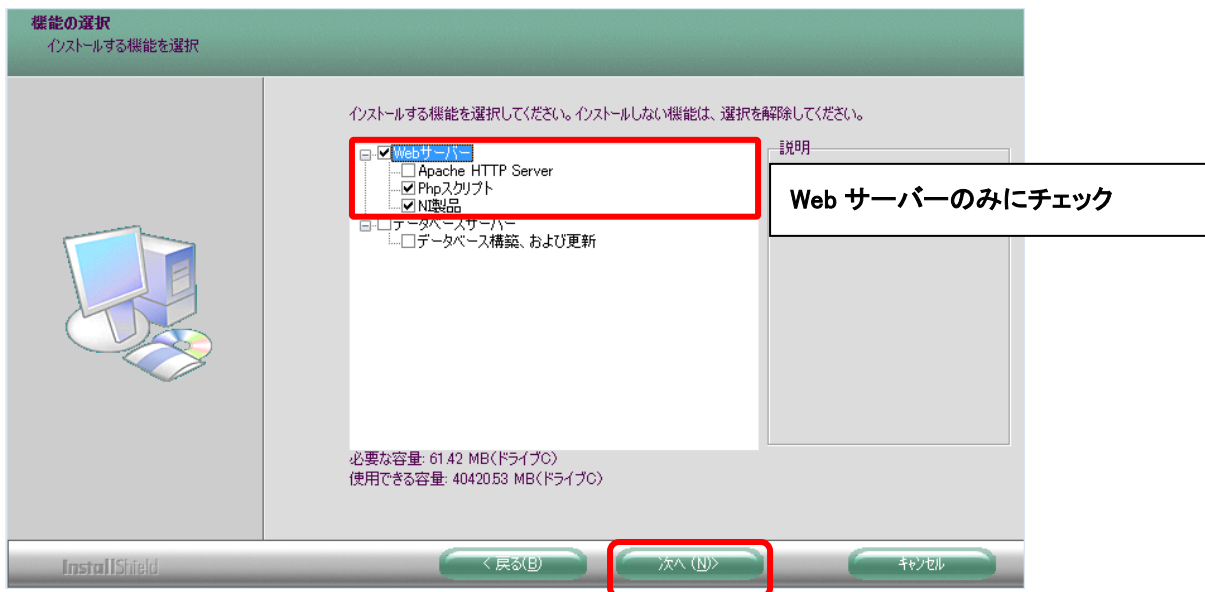 機能の選択
インストールする機能を選択
インストールする機能を選択してください。インストールしない機能は、選択を解除してください。
Webサーバー
Apache HTTP Server
Phpスクリプト
NI製品
データベースサーバー
データベース構築、および更新
説明
Web サーバーのみにチェック
必要な容量: 61.42 MB(ドライブC)
使用できる容量: 40420.53 MB(ドライブC)
InstallShield
< 戻る(B)
次へ (N)>
キャンセル